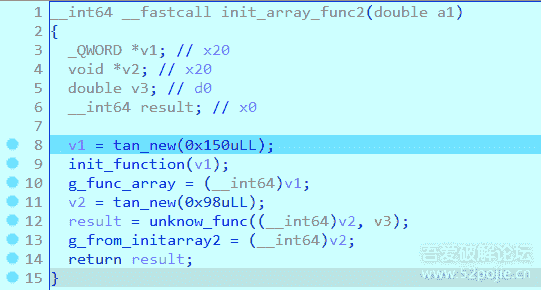 1 __int64 __fastcall init_array_func2(double a1)
2 {
3 _QWORD *v1; // x20
4 void *v2; // x20
5 double v3; // d0
6 __int64 result; // x0
7
8 v1 = tan_new(0x150uLL);
9 init_function(v1);
10 g_func_array = (__int64)v1;
11 v2 = tan_new(0x98uLL);
12 result = unknow_func((__int64)v2, v3);
13 g_from_initarray2 = (__int64)v2;
14 return result;
15 }
吾爱破解论坛
www.52pojie.cn